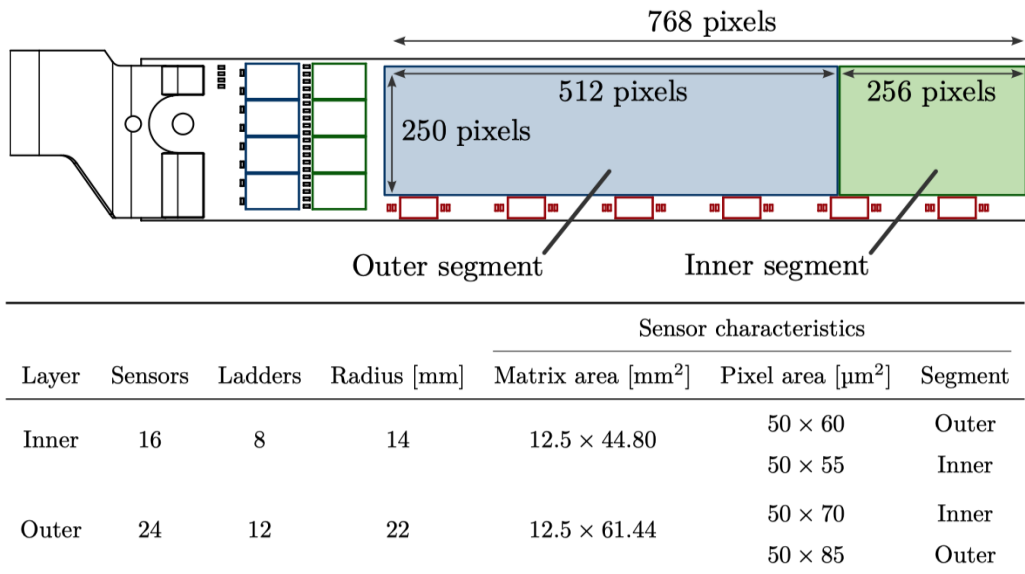 768 pixels
512 pixels
256 pixels
250 pixels
Outer segment
Inner segment
Sensor characteristics
Layer Sensors Ladders Radius [mm] Matrix area [mm²] Pixel area [µm²] Segment
50 × 60 Outer
Inner 16 8 14 12.5 × 44.80
50 × 55 Inner
50 × 70 Inner
Outer 24 12 22 12.5 × 61.44
50 × 85 Outer